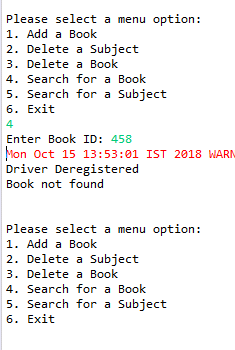 Please select a menu option:
1. Add a Book
2. Delete a Subject
3. Delete a Book
4. Search for a Book
5. Search for a Subject
6. Exit
4
Enter Book ID: 458
Mon Oct 15 13:53:01 IST 2018 WARN
Driver Deregistered
Book not found
Please select a menu option:
1. Add a Book
2. Delete a Subject
3. Delete a Book
4. Search for a Book
5. Search for a Subject
6. Exit